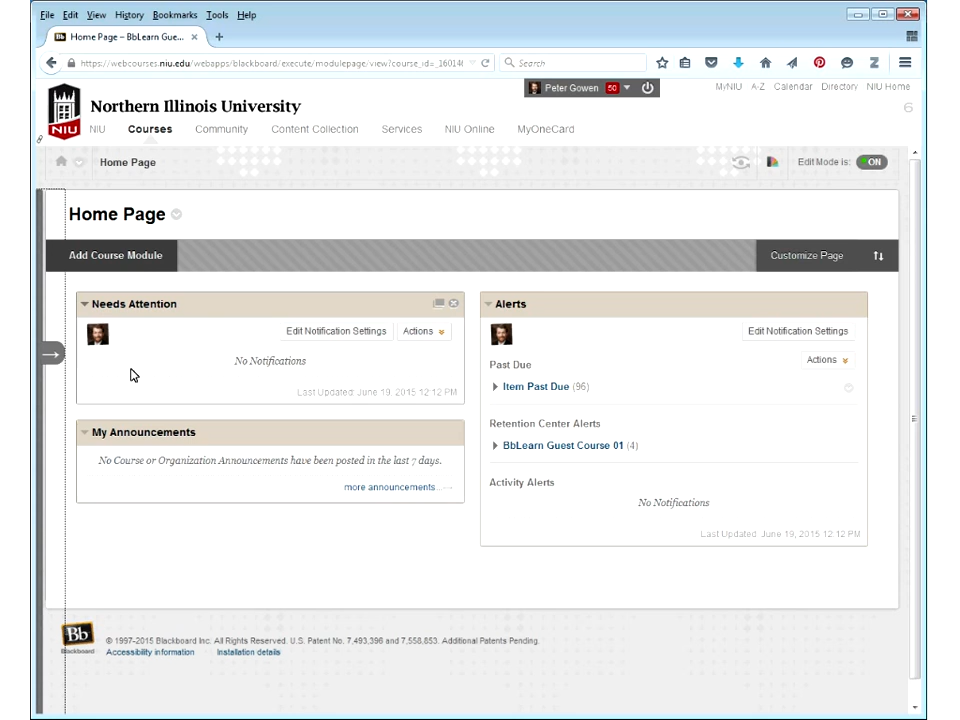 File Edit View History Bookmarks Tools Help
Home Page – BbLearn Gue...
https://webcourses.niu.edu/webapps/blackboard/execute/modulepage/view?course_id=_16014
Search
Peter Gowen 50
MyNIU A-Z Calendar Directory NIU Home
NIU
Northern Illinois University
6
NIU Courses Community Content Collection Services NIU Online MyOneCard
Home Page
Edit Mode is: ON
Home Page
Add Course Module
Customize Page
Needs Attention
Edit Notification Settings Actions
No Notifications
Last Updated: June 19, 2015 12:12 PM
My Announcements
No Course or Organization Announcements have been posted in the last 7 days.
more announcements...
Alerts
Edit Notification Settings
Actions
Past Due
Item Past Due (96)
Retention Center Alerts
BbLearn Guest Course 01 (4)
Activity Alerts
No Notifications
Last Updated: June 19, 2015 12:12 PM
Bb
Blackboard
© 1997-2015 Blackboard Inc. All Rights Reserved. U.S. Patent No. 7,493,396 and 7,558,853. Additional Patents Pending.
Accessibility information Installation details